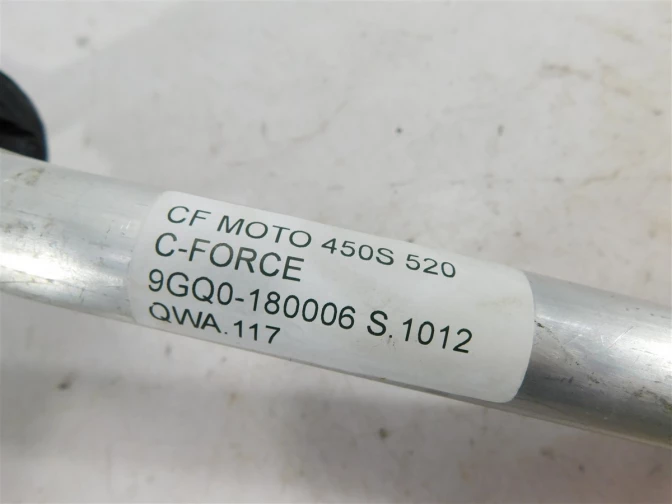 CF MOTO 450S 520
C-FORCE
9GQ0-180006 S.1012
QWA.117